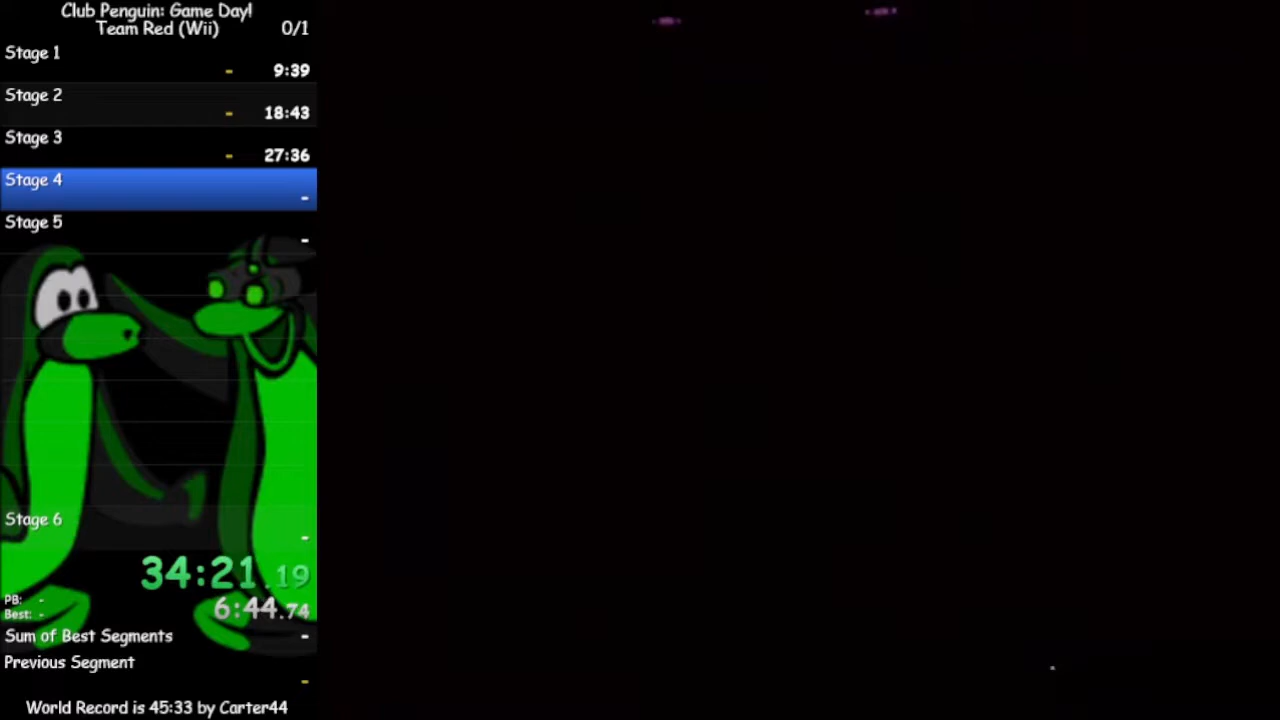 Club Penguin: Game Day!
Team Red (Wii) 0/1
Stage 1
- 9:39
Stage 2
- 18:43
Stage 3
- 27:36
Stage 4
-
Stage 5
-
Stage 6
-
34:21.19
PB: -
Best: -
6:44.74
Sum of Best Segments -
Previous Segment
-
World Record is 45:33 by Carter44